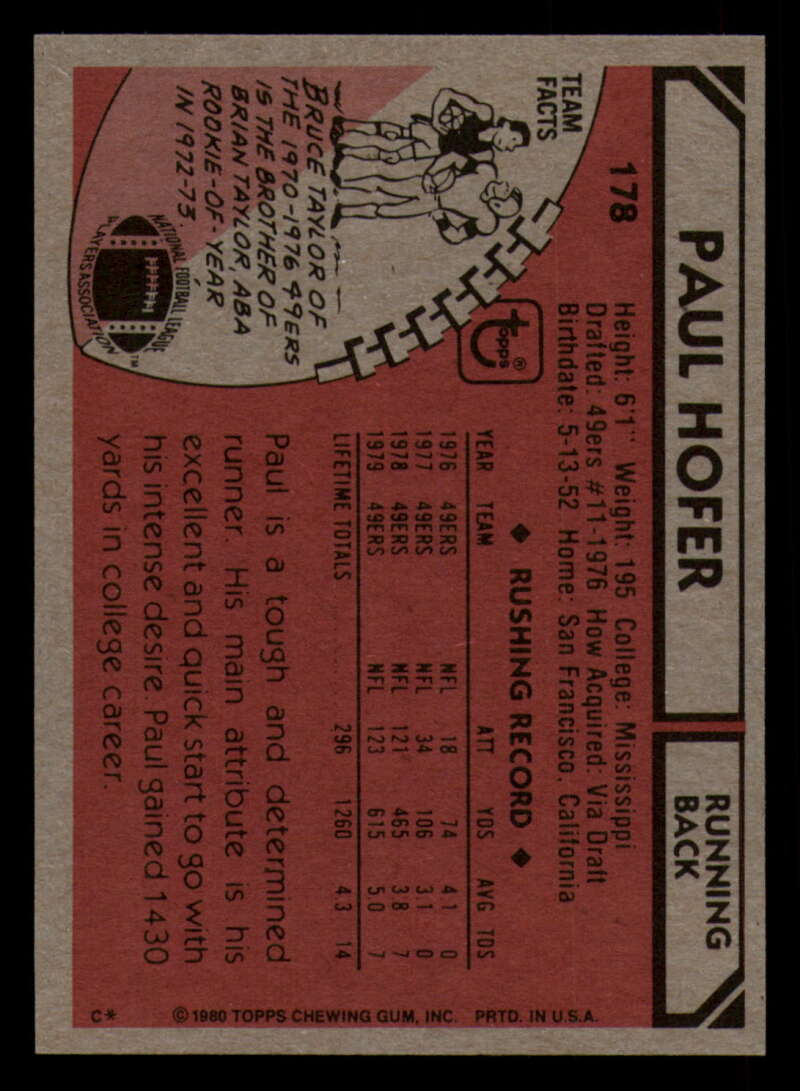 178
PAUL HOFER
RUNNING
BACK
Height: 6'1" Weight: 195 College: Mississippi
Drafted: 49ers #11-1976 How Acquired: Via Draft
Birthdate: 5-13-52 Home: San Francisco, California
TEAM
FACTS
BRUCE TAYLOR OF
THE 1970-1976 49ERS
IS THE BROTHER OF
BRIAN TAYLOR, ABA
ROOKIE-OF-YEAR
IN 1972-73.
topps®
NATIONAL FOOTBALL LEAGUE
PLAYERS ASSOCIATION
TM
◆ RUSHING RECORD ◆
YEAR TEAM ATT YDS AVG TDS
1976 49ERS NFL 18 74 4.1 0
1977 49ERS NFL 34 106 3.1 0
1978 49ERS NFL 121 465 3.8 7
1979 49ERS NFL 123 615 5.0 7
LIFETIME TOTALS 296 1260 4.3 14
Paul is a tough and determined
runner. His main attribute is his
excellent and quick start to go with
his intense desire. Paul gained 1430
yards in college career.
©1980 TOPPS CHEWING GUM, INC. PRTD. IN U.S.A.
C*